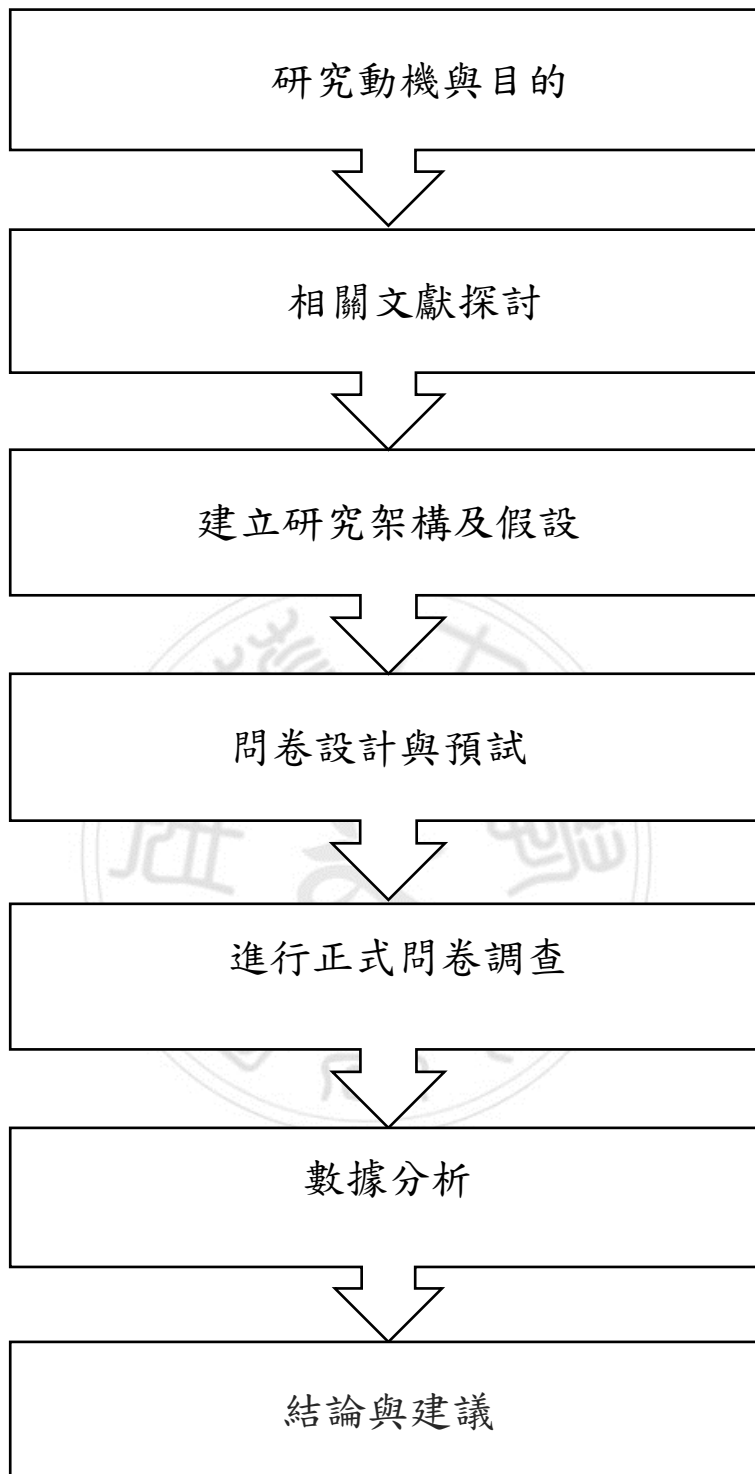 研究動機與目的
相關文獻探討
建立研究架構及假設
問卷設計與預試
進行正式問卷調查
數據分析
結論與建議